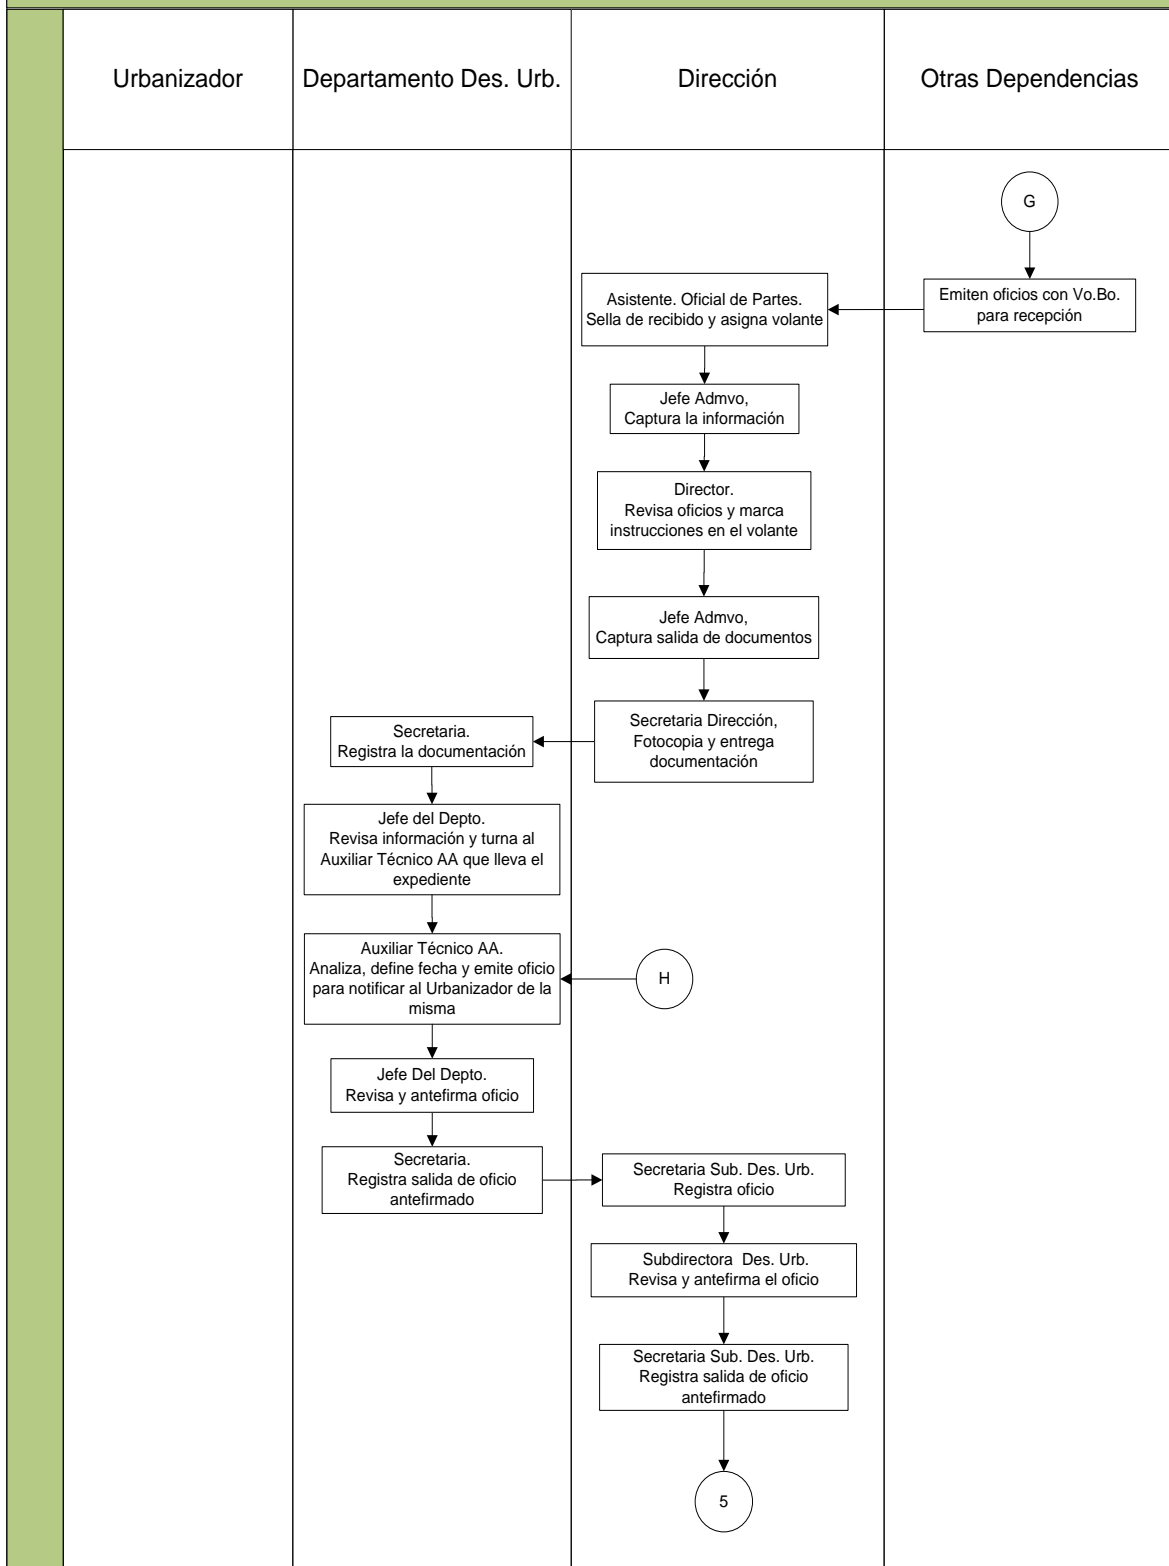 Urbanizador
Departamento Des. Urb.
Dirección
Otras Dependencias
G
Emiten oficios con Vo.Bo.
para recepción
Asistente. Oficial de Partes.
Sella de recibido y asigna volante
Jefe Admvo,
Captura la información
Director.
Revisa oficios y marca
instrucciones en el volante
Jefe Admvo,
Captura salida de documentos
Secretaria Dirección,
Fotocopia y entrega
documentación
Secretaria.
Registra la documentación
Jefe del Depto.
Revisa información y turna al
Auxiliar Técnico AA que lleva el
expediente
Auxiliar Técnico AA.
Analiza, define fecha y emite oficio
para notificar al Urbanizador de la
misma
H
Jefe Del Depto.
Revisa y antefirma oficio
Secretaria.
Registra salida de oficio
antefirmado
Secretaria Sub. Des. Urb.
Registra oficio
Subdirectora  Des. Urb.
Revisa y antefirma el oficio
Secretaria Sub. Des. Urb.
Registra salida de oficio
antefirmado
5